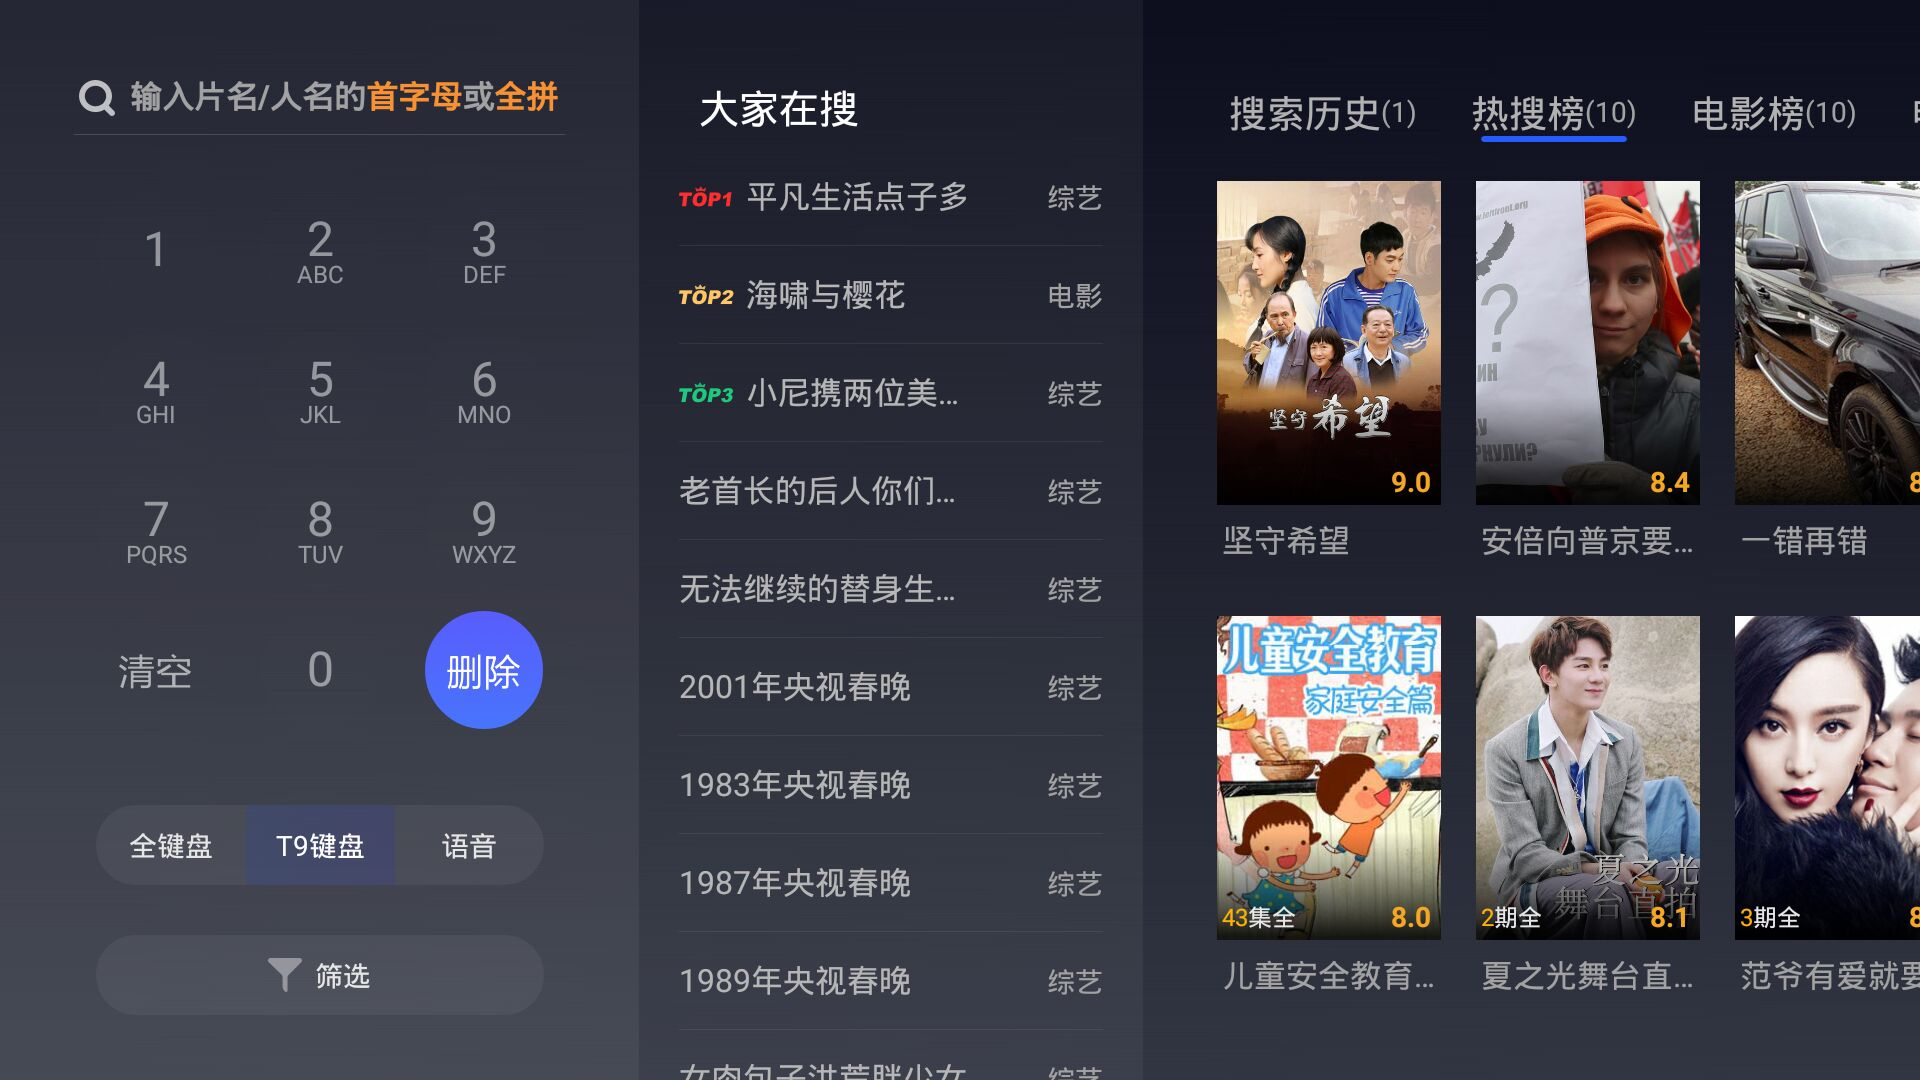 输入片名/人名的首字母或全拼
1
2
ABC
3
DEF
4
GHI
5
JKL
6
MNO
7
PQRS
8
TUV
9
WXYZ
清空
0
删除
全键盘
T9键盘
语音
筛选
大家在搜
TOP1 平凡生活点子多 综艺
TOP2 海啸与樱花 电影
TOP3 小尼携两位美... 综艺
老首长的后人你们... 综艺
无法继续的替身生... 综艺
2001年央视春晚 综艺
1983年央视春晚 综艺
1987年央视春晚 综艺
1989年央视春晚 综艺
搜索历史(1)
热搜榜(10)
电影榜(10)
坚守希望
9.0
坚守希望
?
8.4
安倍向普京要...
一错再错
儿童安全教育
家庭安全篇
43集全
8.0
儿童安全教育...
夏之光
舞台直拍
2期全
8.1
夏之光舞台直...
3期全
范爷有爱就要